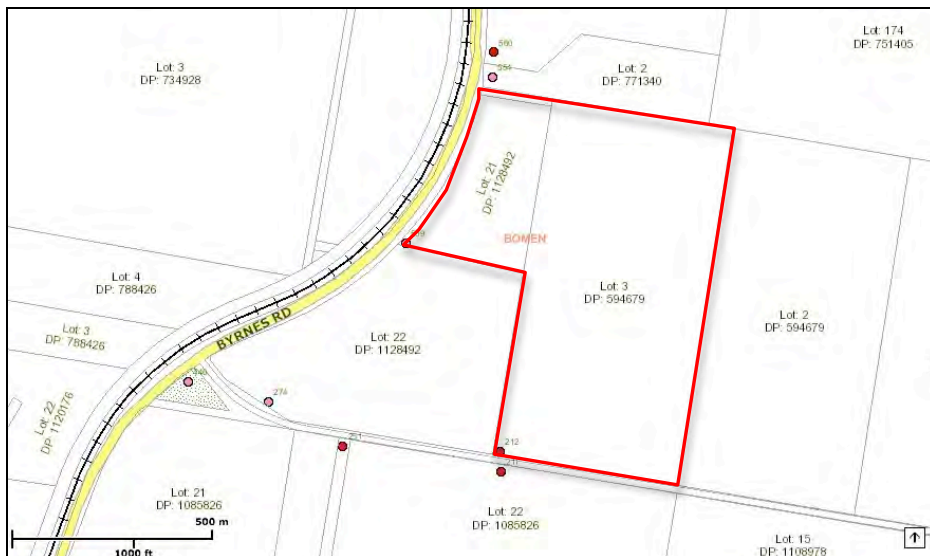 Lot: 174
DP: 751405
560
Lot: 3
DP: 734928
Lot: 2
DP: 771340
554
Lot: 21
DP: 1128492
BOMEN
Lot: 4
DP: 788426
Lot: 3
DP: 594679
Lot: 2
DP: 594679
BYRNES RD
Lot: 3
DP: 788426
Lot: 22
DP: 1128492
274
Lot: 22
DP: 1120176
212
Lot: 21
DP: 1085826
500 m
Lot: 22
DP: 1085826
Lot: 15
DP: 1108978
1000 ft